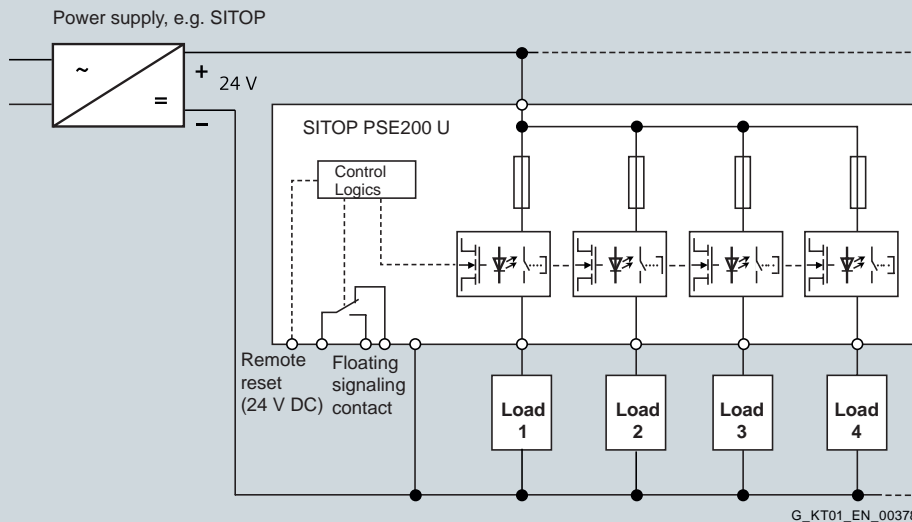 Power supply, e.g. SITOP
~
+
24 V
=
−
SITOP PSE200 U
Control
Logics
Remote
reset
(24 V DC)
Floating
signaling
contact
Load
1
Load
2
Load
3
Load
4
G_KT01_EN_00378